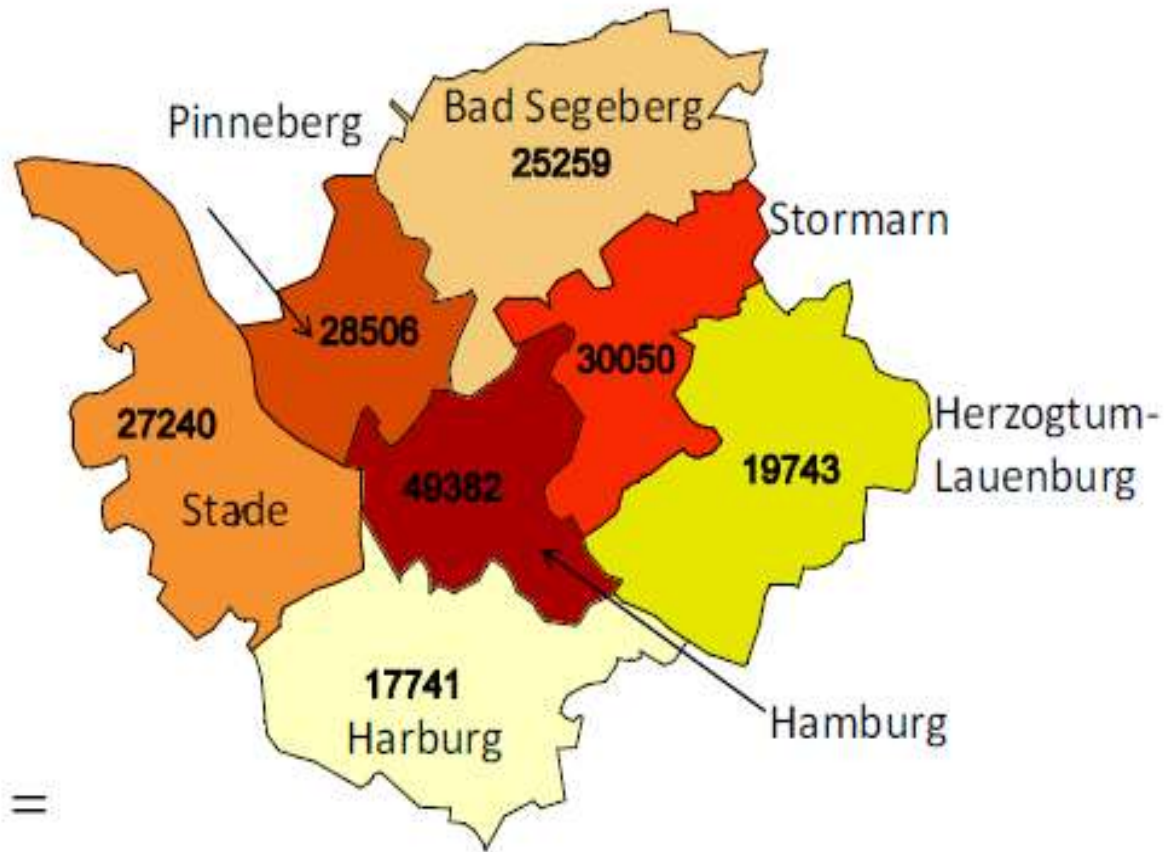 Pinneberg
Bad Segeberg
25259
Stormarn
28506
30050
27240
Herzogtum-
Lauenburg
49382
19743
Stade
17741
Harburg
Hamburg
=